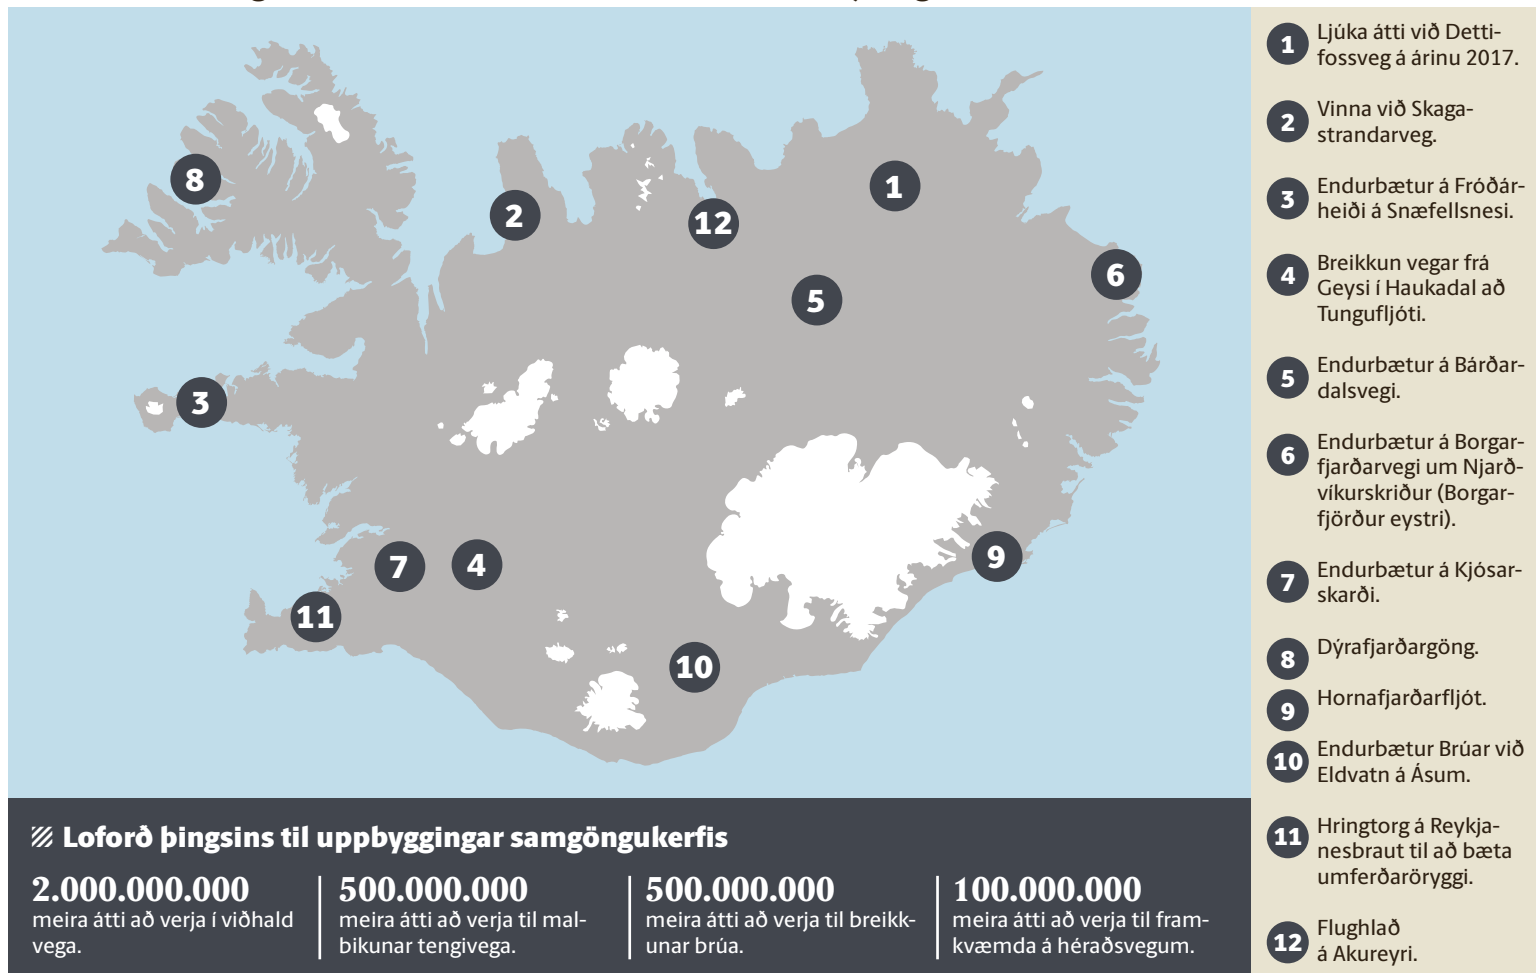 8
2
12
1
6
5
3
7
4
9
11
10
1 Ljúka átti við Detti-
fossveg á árinu 2017.
2 Vinna við Skaga-
strandarveg.
3 Endurbætur á Fróðár-
heiði á Snæfellsnesi.
4 Breikkun vegar frá
Geysi í Haukadal að
Tungufljóti.
5 Endurbætur á Bárðar-
dalsvegi.
6 Endurbætur á Borgar-
fjarðarvegi um Njarð-
víkurskriður (Borgar-
fjörður eystri).
7 Endurbætur á Kjósar-
skarði.
8 Dýrafjarðargöng.
9 Hornafjarðarfljót.
10 Endurbætur Brúar við
Eldvatn á Ásum.
11 Hringtorg á Reykja-
nesbraut til að bæta
umferðaröryggi.
12 Flughlað
á Akureyri.
Loforð þingsins til uppbyggingar samgöngukerfis
2.000.000.000
meira átti að verja í viðhald
vega.
500.000.000
meira átti að verja til mal-
bikunar tengivega.
500.000.000
meira átti að verja til breikk-
unar brúa.
100.000.000
meira átti að verja til fram-
kvæmda á héraðsvegum.